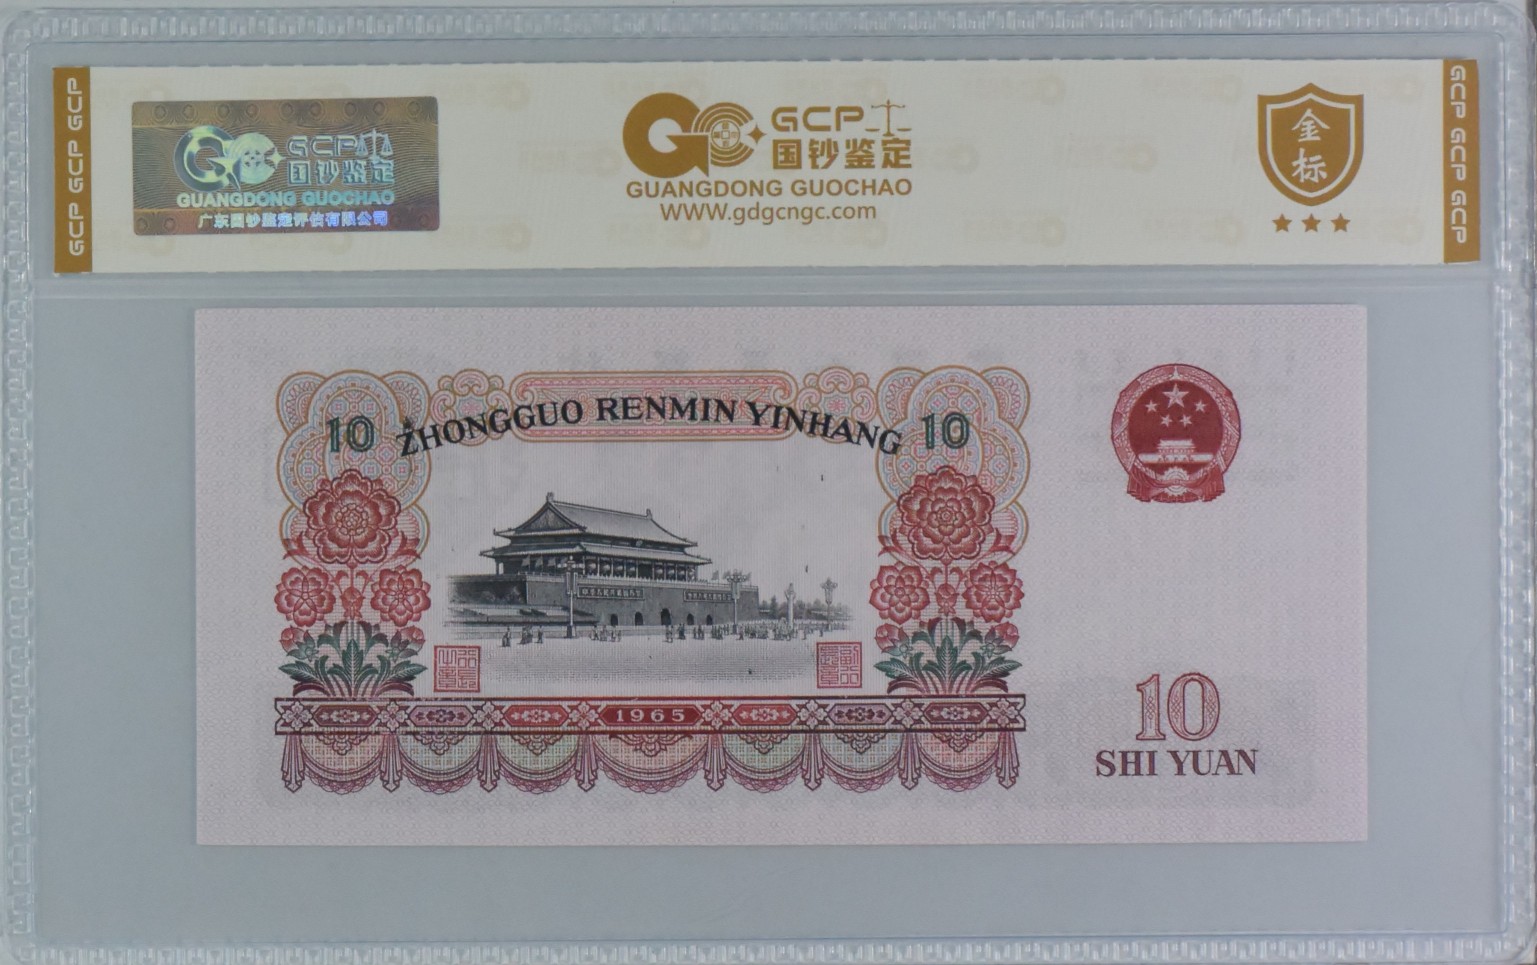 GCP GCP GCP
GCP 国钞鉴定
GUANGDONG GUOCHAO
广东国钞鉴定评估有限公司
GCP
国钞鉴定
GUANGDONG GUOCHAO
WWW.gdgcngc.com
金标
GCP GCP GCP
10 ZHONGGUO RENMIN YINHANG 10
1965
10
SHI YUAN